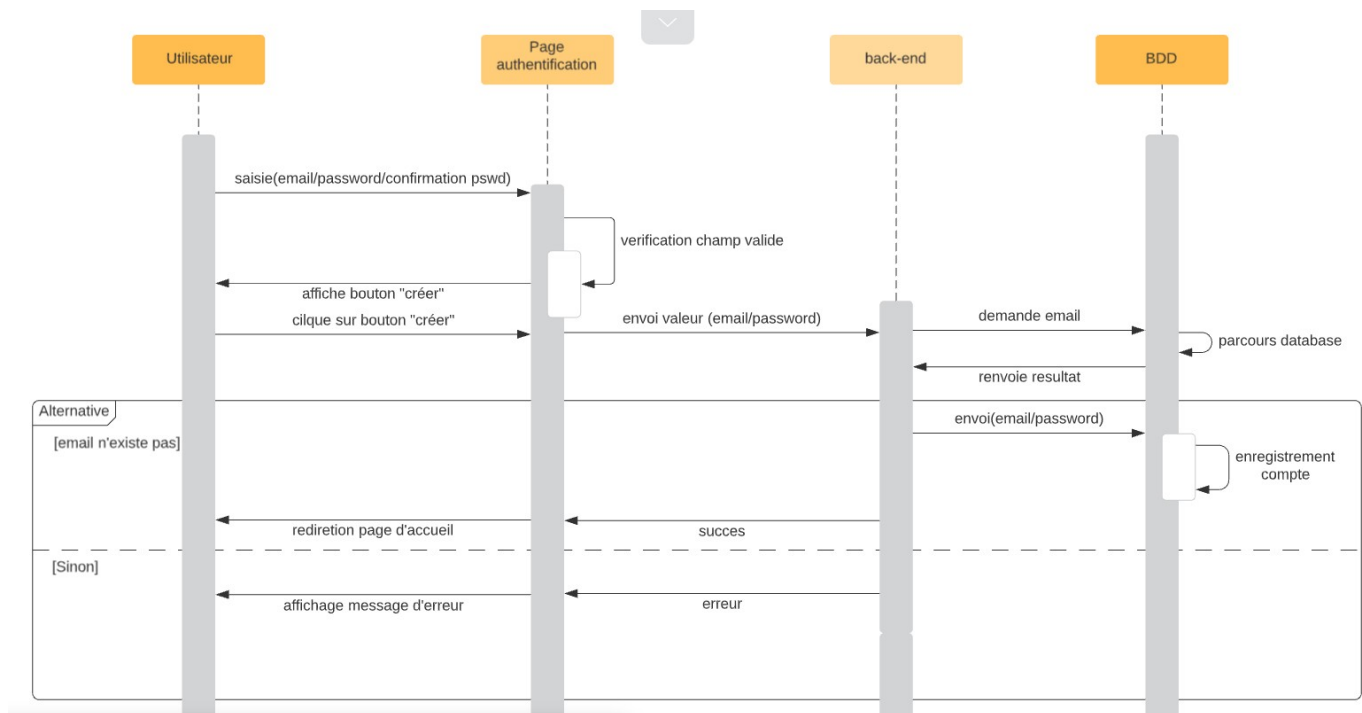 Utilisateur
Page
authentification
back-end
BDD
saisie(email/password/confirmation pswd)
verification champ valide
affiche bouton "créer"
cilque sur bouton "créer"
envoi valeur (email/password)
demande email
parcours database
renvoie resultat
Alternative
[email n'existe pas]
envoi(email/password)
enregistrement
compte
rediretion page d'accueil
succes
[Sinon]
affichage message d'erreur
erreur